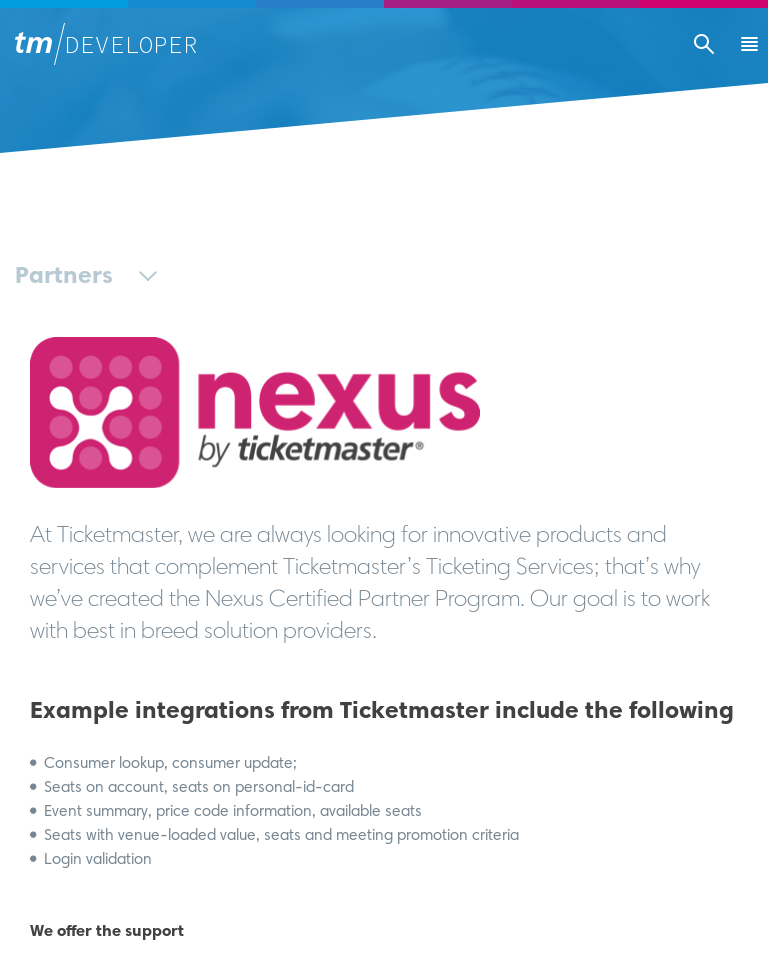 tm/DEVELOPER
Partners
nexus
by ticketmaster®
At Ticketmaster, we are always looking for innovative products and
services that complement Ticketmaster’s Ticketing Services; that’s why
we’ve created the Nexus Certified Partner Program. Our goal is to work
with best in breed solution providers.
Example integrations from Ticketmaster include the following
• Consumer lookup, consumer update;
• Seats on account, seats on personal-id-card
• Event summary, price code information, available seats
• Seats with venue-loaded value, seats and meeting promotion criteria
• Login validation
We offer the support